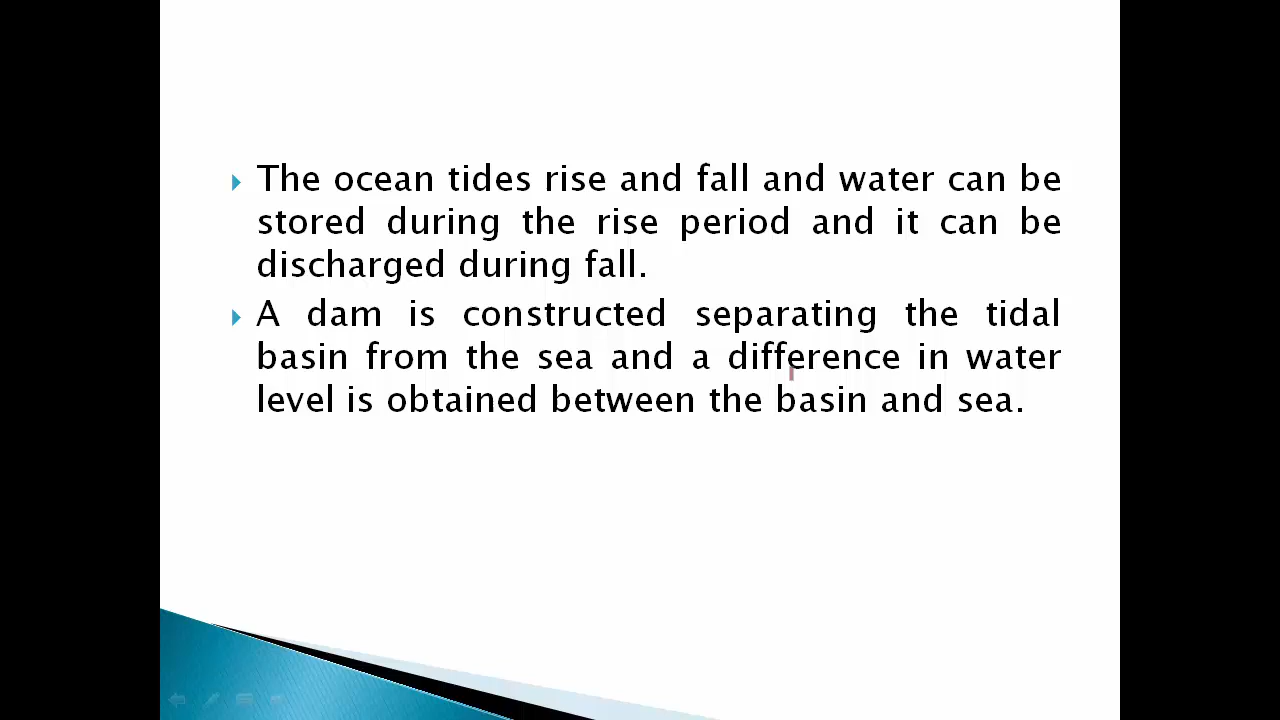 The ocean tides rise and fall and water can be
stored during the rise period and it can be
discharged during fall.
A dam is constructed separating the tidal
basin from the sea and a difference in water
level is obtained between the basin and sea.